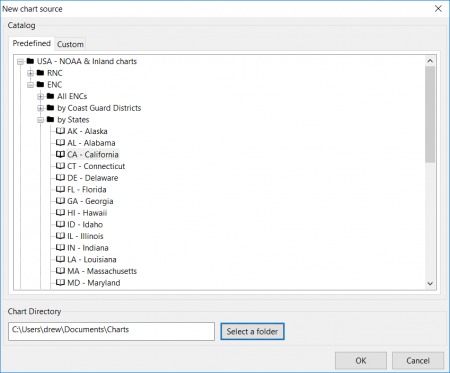 New chart source
Catalog
Predefined Custom
USA - NOAA & Inland charts
RNC
ENC
All ENCs
by Coast Guard Districts
by States
AK - Alaska
AL - Alabama
CA - California
CT - Connecticut
DE - Delaware
FL - Florida
GA - Georgia
HI - Hawaii
ID - Idaho
IL - Illinois
IN - Indiana
LA - Louisiana
MA - Massachusetts
MD - Maryland
Chart Directory
C:\Users\drew\Documents\Charts Select a folder
OK Cancel